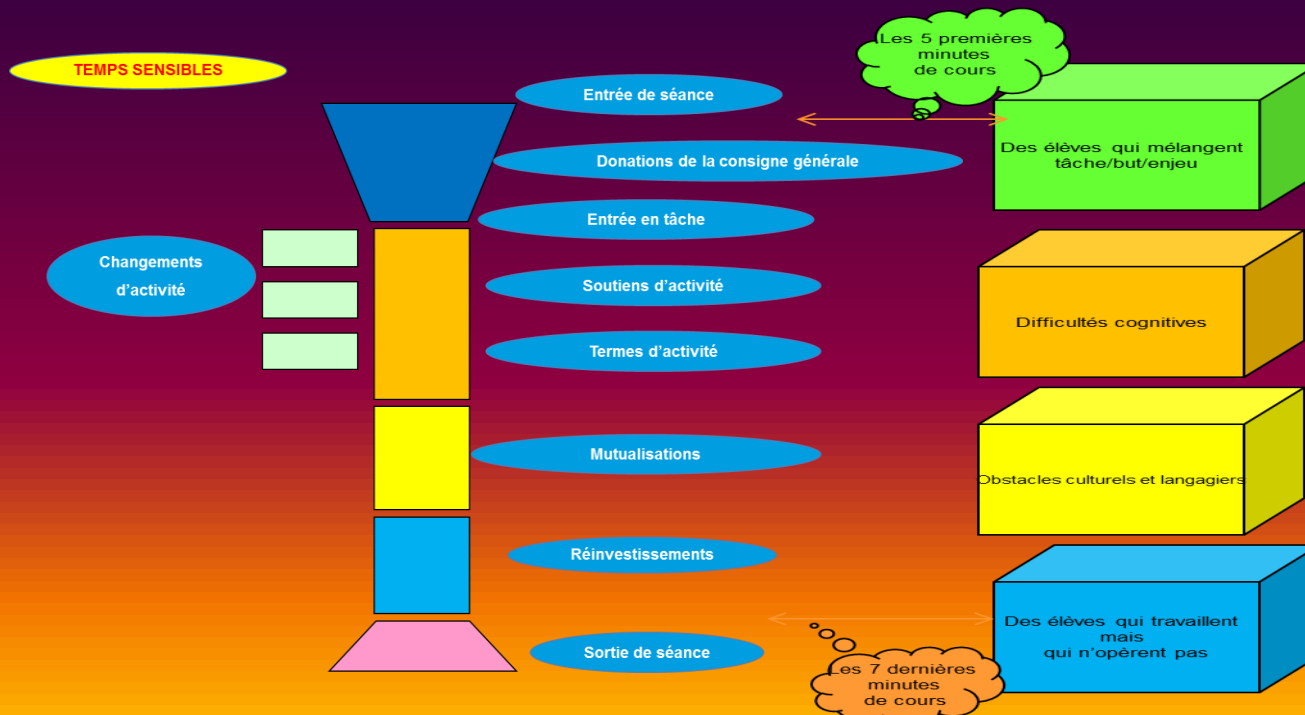 Les 5 premières
minutes
de cours
TEMPS SENSIBLES
Entrée de séance
Donations de la consigne générale
Des élèves qui mélangent
tâche/but/enjeu
Entrée en tâche
Changements
d'activité
Soutiens d'activité
Difficultés cognitives
Termes d'activité
Mutualisations
Obstacles culturels et langagiers
Réinvestissements
Des élèves qui travaillent
mais
qui n'opèrent pas
Sortie de séance
Les 7 dernières
minutes
de cours